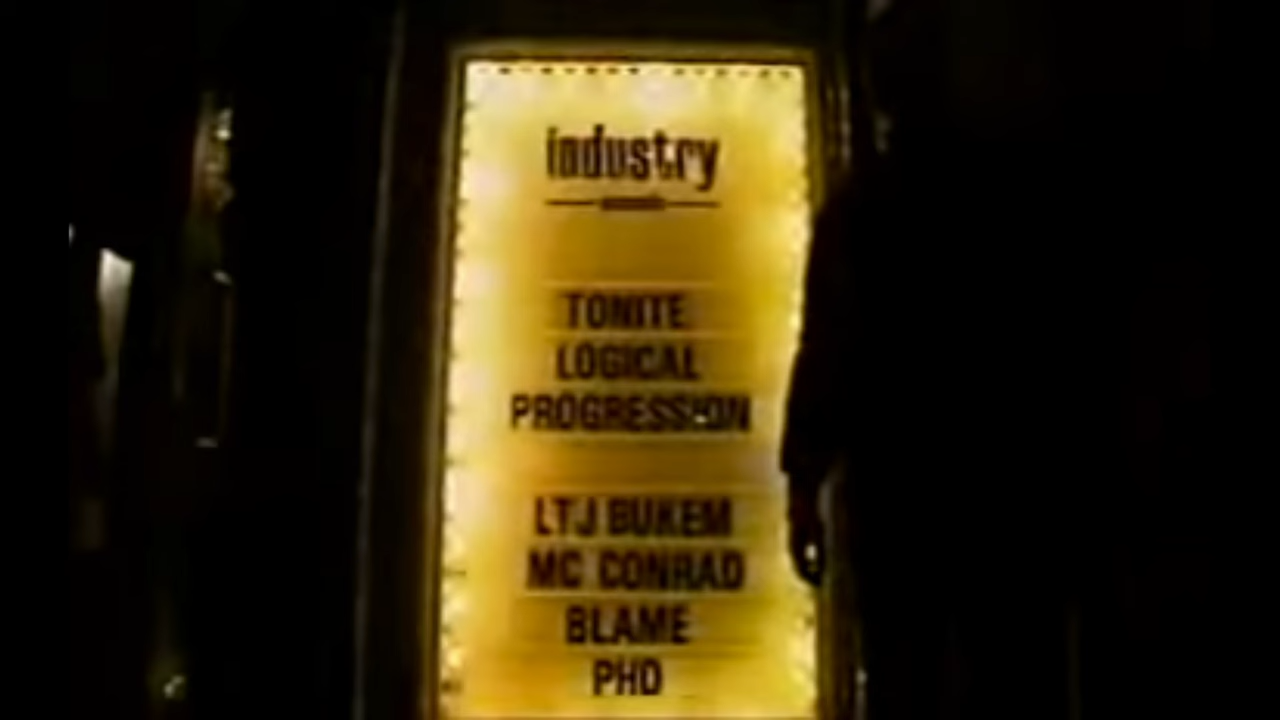 industry
TONITE
LOGICAL
PROGRESSION
LTJ BUKEM
MC CONRAD
BLAME
PHD